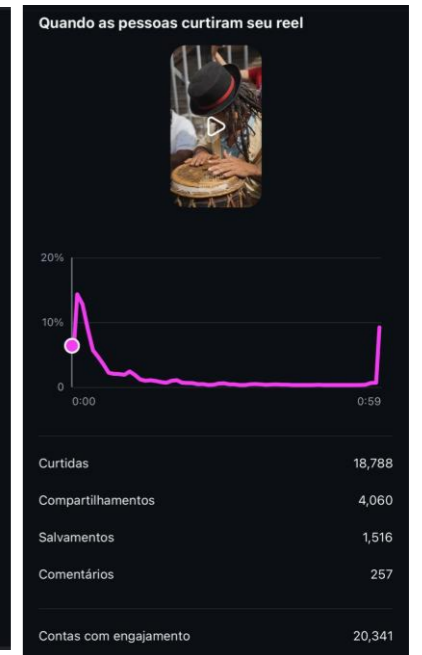 Quando as pessoas curtiram seu reel
20%
10%
0
0:00 0:59
Curtidas 18,788
Compartilhamentos 4,060
Salvamentos 1,516
Comentários 257
Contas com engajamento 20,341